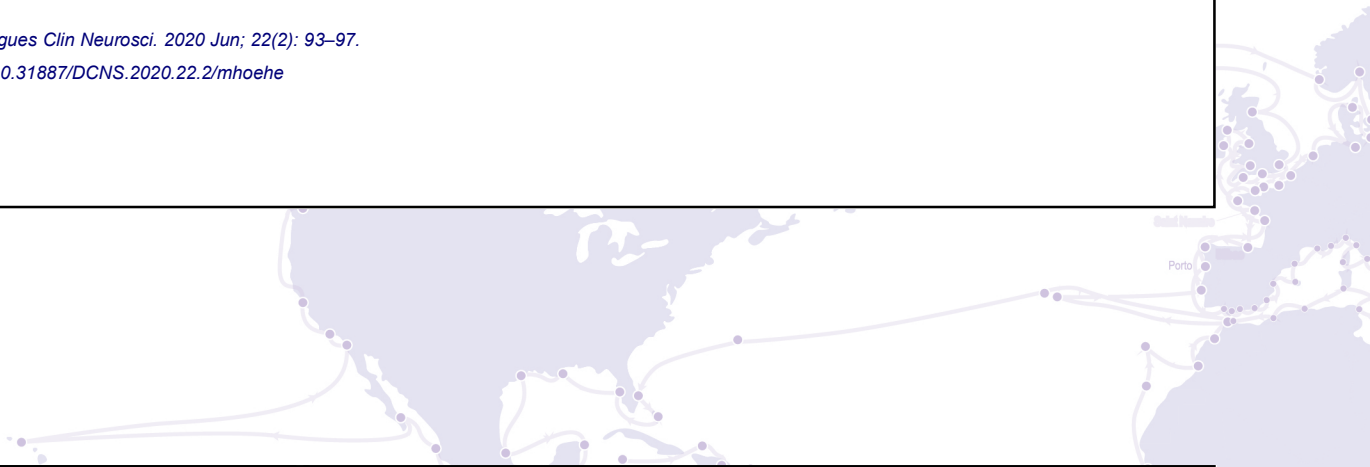 gues Clin Neurosci. 2020 Jun; 22(2): 93–97.
0.31887/DCNS.2020.22.2/mhoehe
Porto